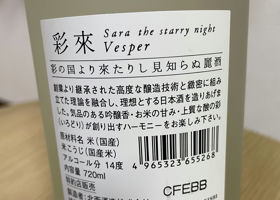 彩來
Sara the starry night
Vesper
彩の国より來たりし見知らぬ麗酒
創業より継承された高度な醸造技術と緻密に組み
立てた理論を融合し、理想とする日本酒を造りあげま
した。気品のある吟醸香・お米の甘み・上質な酸の彩
(いろどり)が創り出すハーモニーをお楽しみ下さい。
原材料名 米(国産)
米こうじ(国産米)
アルコール分 14度
720ml
4 965323 655268
CFEBB